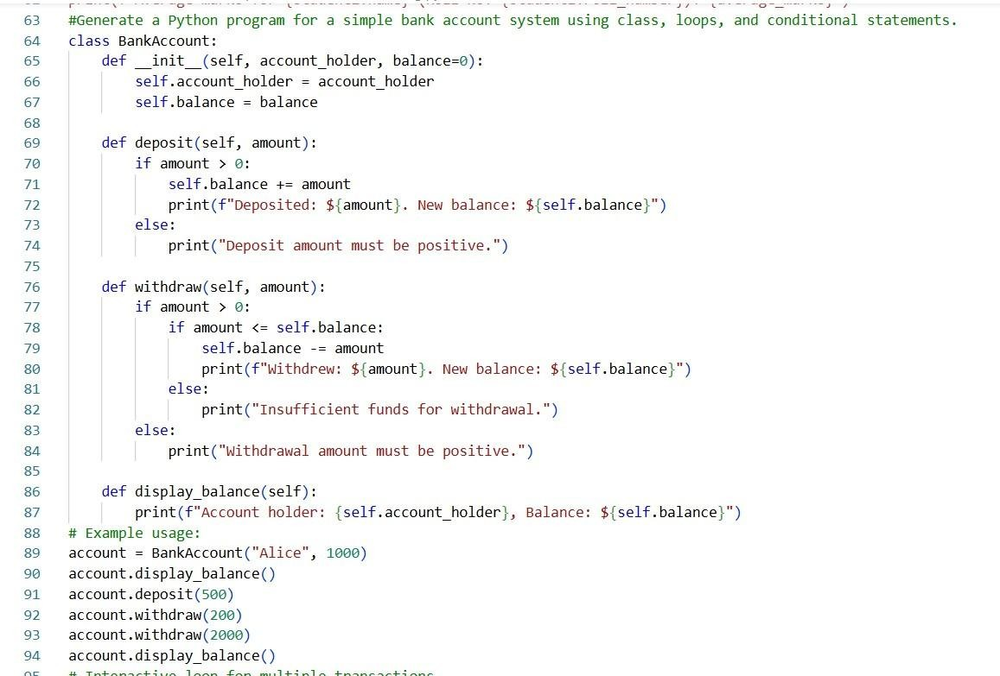 63 #Generate a Python program for a simple bank account system using class, loops, and conditional statements.
64 class BankAccount:
65     def __init__(self, account_holder, balance=0):
66         self.account_holder = account_holder
67         self.balance = balance
68
69     def deposit(self, amount):
70         if amount > 0:
71             self.balance += amount
72             print(f"Deposited: ${amount}. New balance: ${self.balance}")
73         else:
74             print("Deposit amount must be positive.")
75
76     def withdraw(self, amount):
77         if amount > 0:
78             if amount <= self.balance:
79                 self.balance -= amount
80                 print(f"Withdrew: ${amount}. New balance: ${self.balance}")
81             else:
82                 print("Insufficient funds for withdrawal.")
83         else:
84             print("Withdrawal amount must be positive.")
85
86     def display_balance(self):
87         print(f"Account holder: {self.account_holder}, Balance: ${self.balance}")
88 # Example usage:
89 account = BankAccount("Alice", 1000)
90 account.display_balance()
91 account.deposit(500)
92 account.withdraw(200)
93 account.withdraw(2000)
94 account.display_balance()
95 # Interactive loop for multiple transactions